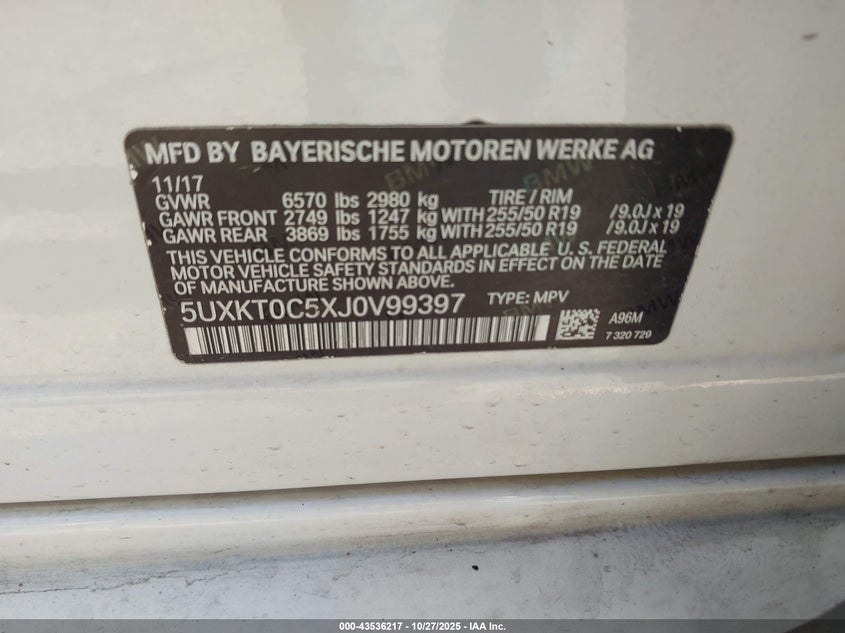 MFD BY BAYERISCHE MOTOREN WERKE AG
11/17
GVWR 6570 lbs 2980 kg TIRE / RIM
GAWR FRONT 2749 lbs 1247 kg WITH 255/50 R19 /9.0J x 19
GAWR REAR 3869 lbs 1755 kg WITH 255/50 R19 /9.0J x 19
THIS VEHICLE CONFORMS TO ALL APPLICABLE U. S. FEDERAL
MOTOR VEHICLE SAFETY STANDARDS IN EFFECT ON THE DATE
OF MANUFACTURE SHOWN ABOVE.
5UXKT0C5XJ0V99397 TYPE: MPV
A96M
7 320 729
000-43536217 - 10/27/2025 - IAA Inc.